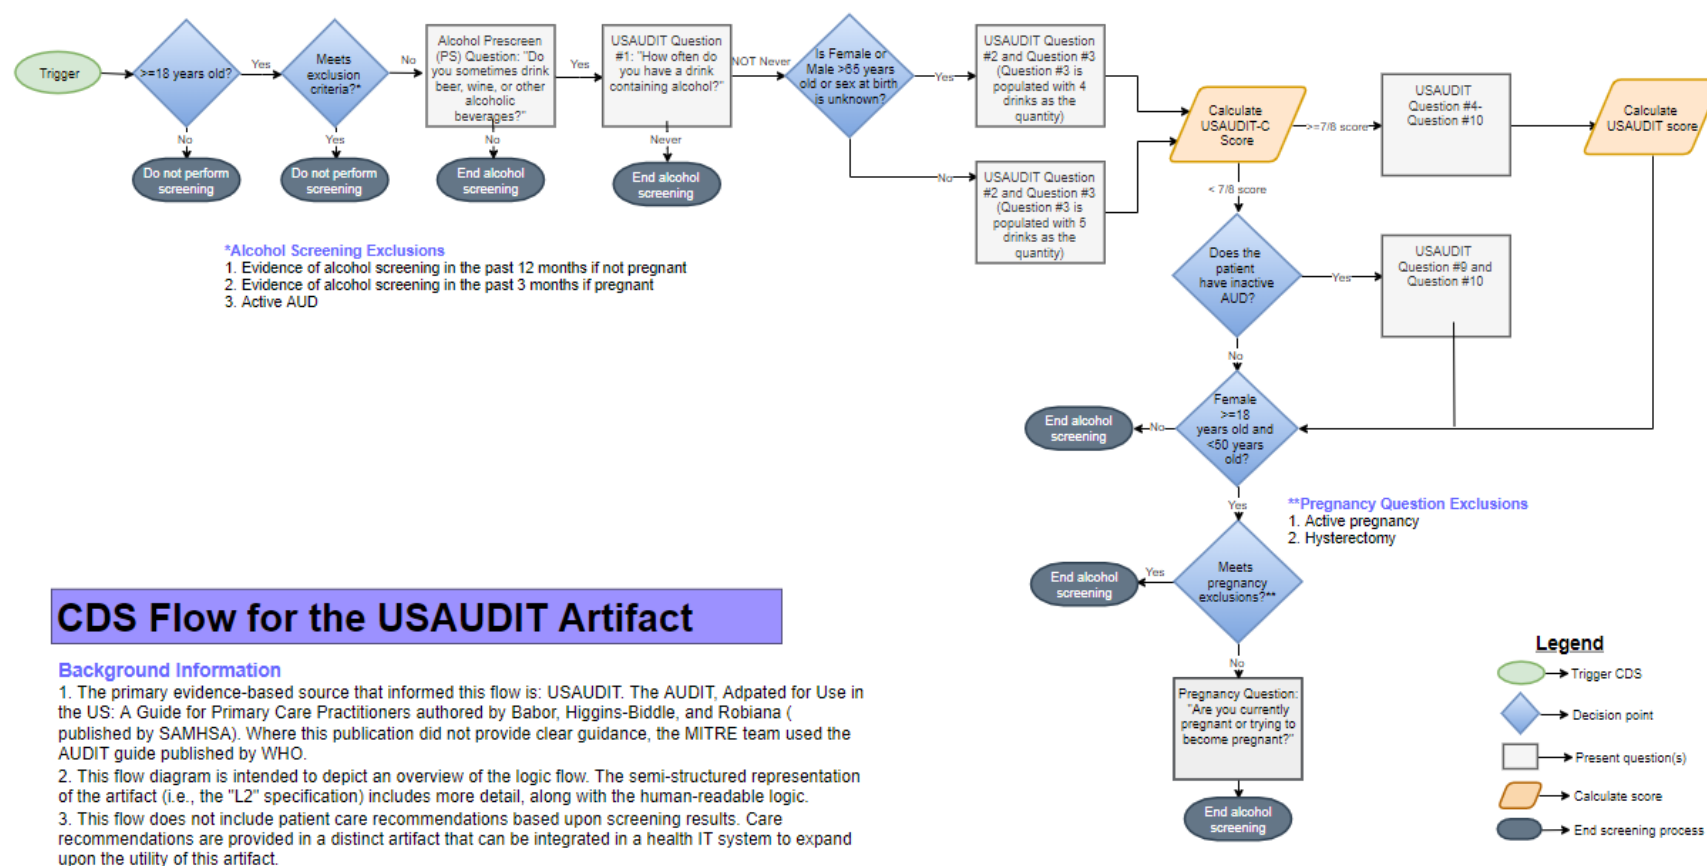 Trigger
>=18 years old?
Yes
No
Do not perform
screening
Meets
exclusion
criteria?*
No
Yes
Do not perform
screening
Alcohol Prescreen
(PS) Question: "Do
you sometimes drink
beer, wine, or other
alcoholic
beverages?"
Yes
No
End alcohol
screening
USAUDIT Question
#1: "How often do
you have a drink
containing alcohol?"
NOT Never
Never
End alcohol
screening
Is Female or
Male >65 years
old or sex at birth
is unknown?
Yes
No
USAUDIT Question
#2 and Question #3
(Question #3 is
populated with 4
drinks as the
quantity)
USAUDIT Question
#2 and Question #3
(Question #3 is
populated with 5
drinks as the
quantity)
Calculate
USAUDIT-C
Score
>=7/8 score
< 7/8 score
USAUDIT
Question #4-
Question #10
Calculate
USAUDIT score
Does the
patient
have inactive
AUD?
Yes
No
USAUDIT
Question #9 and
Question #10
Female
>=18
years old and
<50 years
old?
No
End alcohol
screening
Yes
Meets
pregnancy
exclusions?**
Yes
End alcohol
screening
No
Pregnancy Question:
"Are you currently
pregnant or trying to
become pregnant?"
End alcohol
screening
*Alcohol Screening Exclusions
1. Evidence of alcohol screening in the past 12 months if not pregnant
2. Evidence of alcohol screening in the past 3 months if pregnant
3. Active AUD
**Pregnancy Question Exclusions
1. Active pregnancy
2. Hysterectomy
CDS Flow for the USAUDIT Artifact
Background Information
1. The primary evidence-based source that informed this flow is: USAUDIT. The AUDIT, Adpated for Use in
the US: A Guide for Primary Care Practitioners authored by Babor, Higgins-Biddle, and Robiana (
published by SAMHSA). Where this publication did not provide clear guidance, the MITRE team used the
AUDIT guide published by WHO.
2. This flow diagram is intended to depict an overview of the logic flow. The semi-structured representation
of the artifact (i.e., the "L2" specification) includes more detail, along with the human-readable logic.
3. This flow does not include patient care recommendations based upon screening results. Care
recommendations are provided in a distinct artifact that can be integrated in a health IT system to expand
upon the utility of this artifact.
Legend
Trigger CDS
Decision point
Present question(s)
Calculate score
End screening process